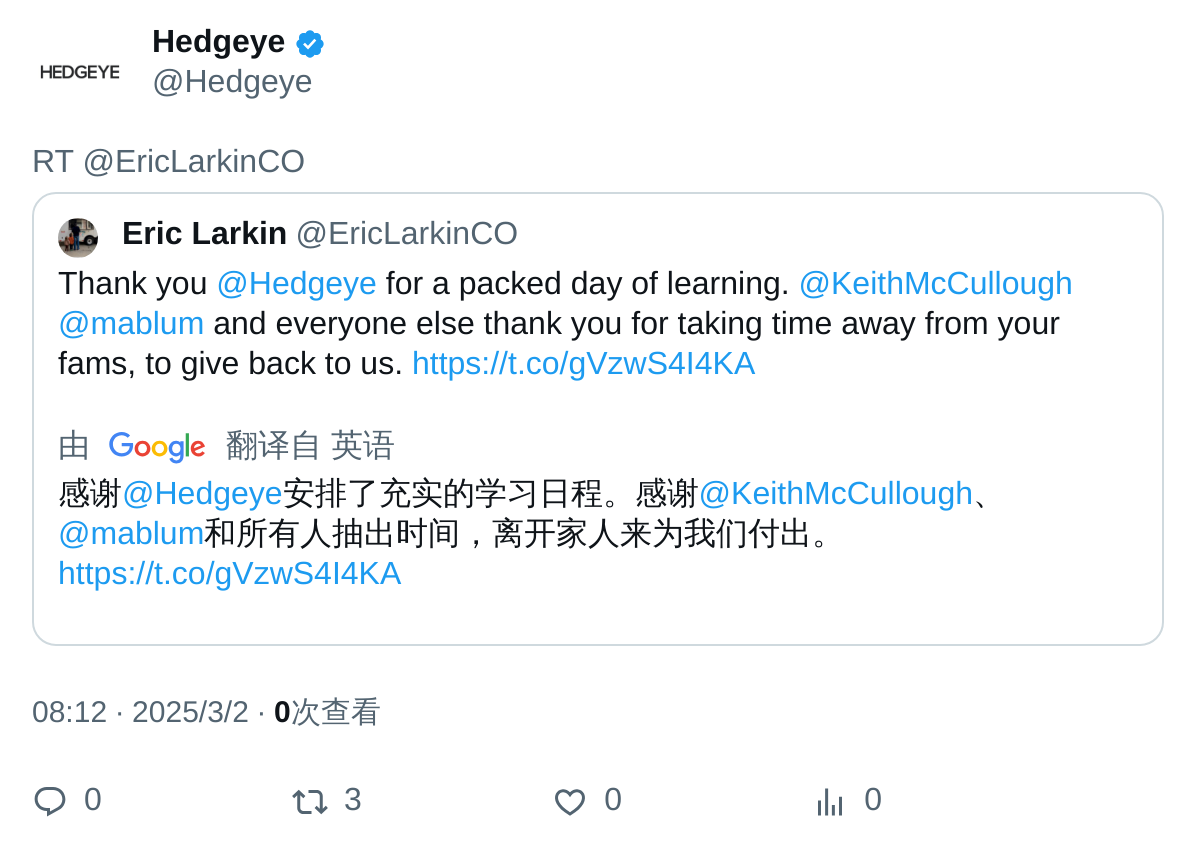 HEDGEYE
Hedgeye
@Hedgeye
RT @EricLarkinCO
Eric Larkin @EricLarkinCO
Thank you @Hedgeye for a packed day of learning. @KeithMcCullough
@mablum and everyone else thank you for taking time away from your
fams, to give back to us. https://t.co/gVzwS4I4KA
由 Google 翻译自 英语
感谢@Hedgeye安排了充实的学习日程。感谢@KeithMcCullough、
@mablum和所有人抽出时间，离开家人来为我们付出。
https://t.co/gVzwS4I4KA
08:12 · 2025/3/2 · 0次查看
0 3 0 0